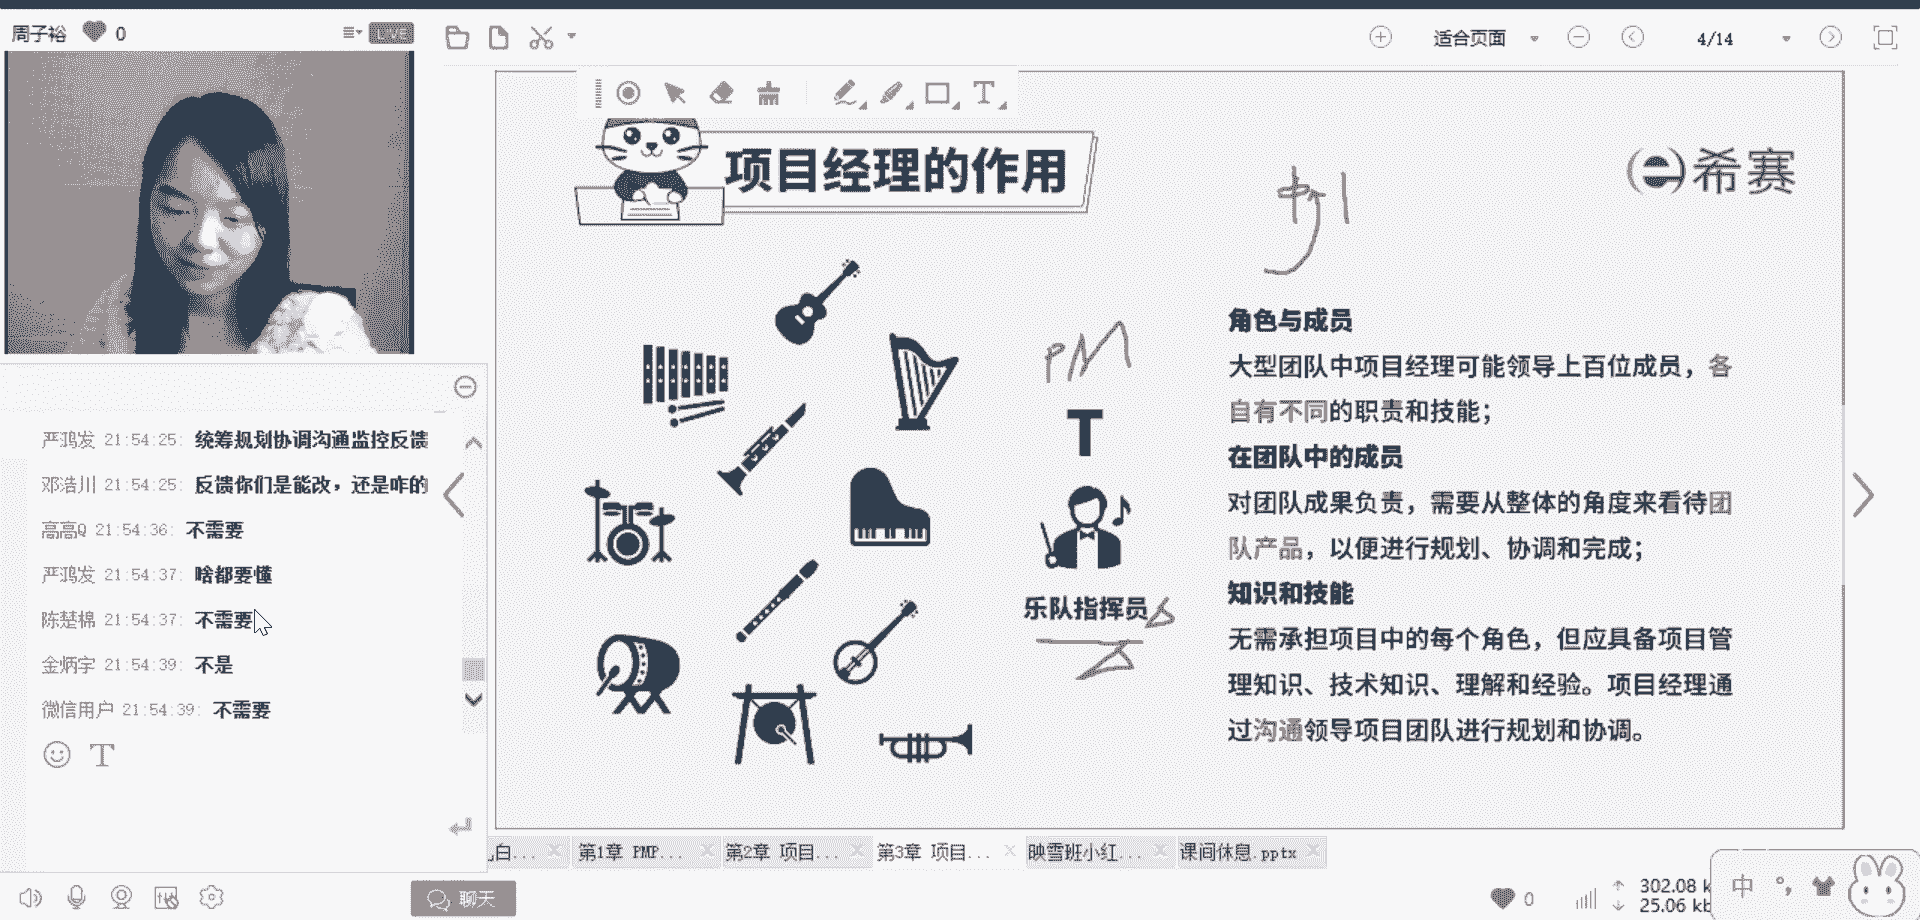 周子裕 0 LIVE
适合页面 4/14
T
项目经理的作用
希赛
PM
T
乐队指挥员
角色与成员
大型团队中项目经理可能领导上百位成员，各
自有不同的职责和技能；
在团队中的成员
对团队成果负责，需要从整体的角度来看待团
队产品，以便进行规划、协调和完成；
知识和技能
无需承担项目中的每个角色，但应具备项目管
理知识、技术知识、理解和经验。项目经理通
过沟通领导项目团队进行规划和协调。
严鸿发 21:54:25: 统筹规划协调沟通监控反馈
邓浩川 21:54:25: 反馈你们是能改，还是咋的
高高Q 21:54:36: 不需要
严鸿发 21:54:37: 啥都要懂
陈楚棉 21:54:37: 不需要
金炳宇 21:54:39: 不是
微信用户 21:54:39: 不需要
T
白... 第1章 PMP... 第2章 项目... 第3章 项目... 映雪班小红... 课间休息.pptx
聊天
0
302.08 k
25.06 kb
中